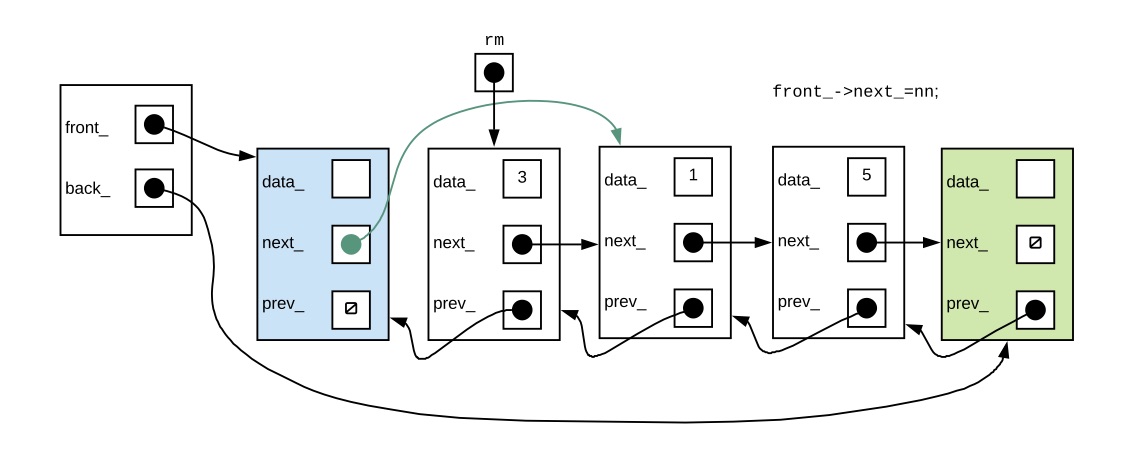 rm
front_->next_=nn;
front_
back_
data_
next_
prev_
data_ 3
next_
prev_
data_ 1
next_
prev_
data_ 5
next_
prev_
data_
next_
prev_